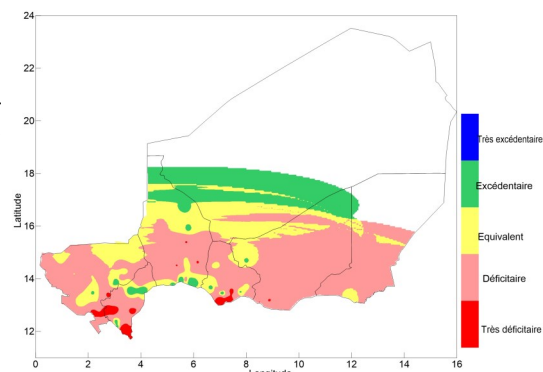 24
22
20
18
16
14
12
Latitude
0 2 4 6 8 10 12 14 16
Longitude
Très excédentaire
Excédentaire
Equivalent
Déficitaire
Très déficitaire